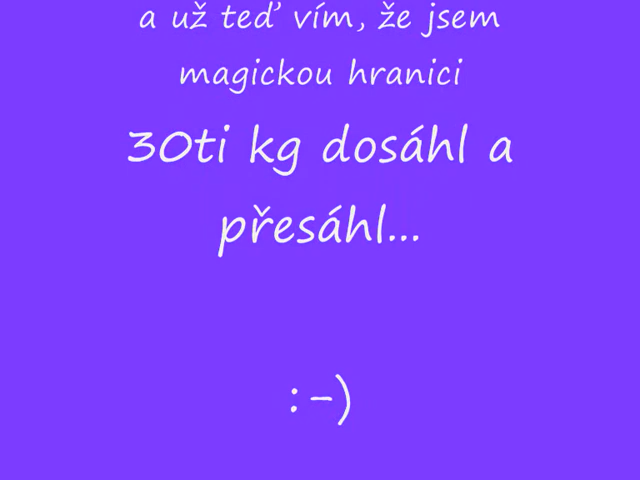 a už teď vím, že jsem
magickou hranici
30ti kg dosáhl a
přesáhl...
:-)